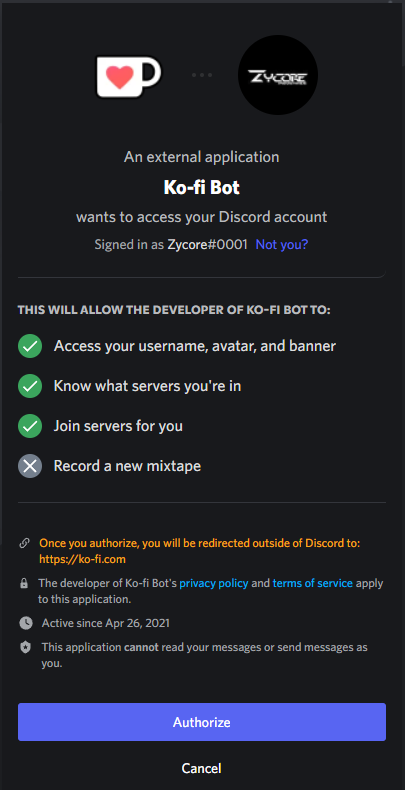 ZYCORE
An external application
Ko-fi Bot
wants to access your Discord account
Signed in as Zycore#0001 Not you?
THIS WILL ALLOW THE DEVELOPER OF KO-FI BOT TO:
Access your username, avatar, and banner
Know what servers you're in
Join servers for you
Record a new mixtape
Once you authorize, you will be redirected outside of Discord to:
https://ko-fi.com
The developer of Ko-fi Bot's privacy policy and terms of service apply
to this application.
Active since Apr 26, 2021
This application cannot read your messages or send messages as
you.
Authorize
Cancel